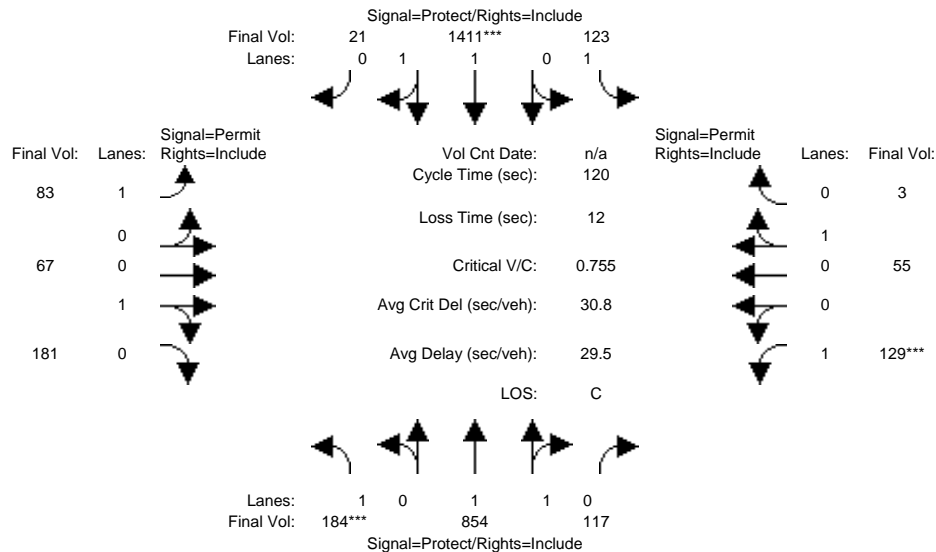 Signal=Protect/Rights=Include
Final Vol: 21 1411*** 123
Lanes: 0 1 1 0 1
Signal=Permit
Final Vol: Lanes: Rights=Include
Vol Cnt Date: n/a
Cycle Time (sec): 120
Loss Time (sec): 12
Critical V/C: 0.755
Avg Crit Del (sec/veh): 30.8
Avg Delay (sec/veh): 29.5
LOS: C
Signal=Permit
Rights=Include Lanes: Final Vol:
83 1
0
67 0
1
181 0
0 3
1
0 55
0
1 129***
Lanes: 1 0 1 1 0
Final Vol: 184*** 854 117
Signal=Protect/Rights=Include